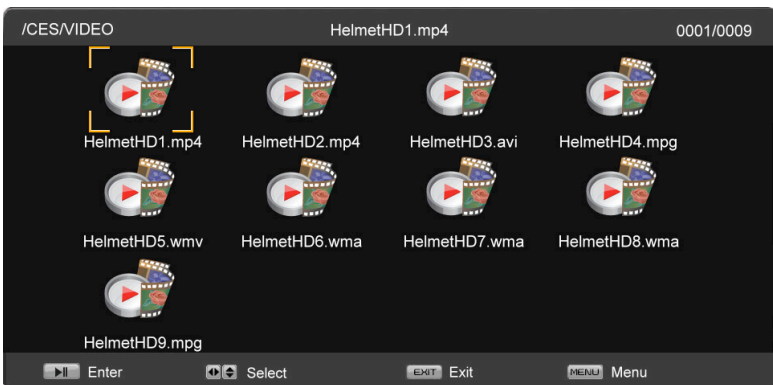 /CES/VIDEO HelmetHD1.mp4 0001/0009
HelmetHD1.mp4 HelmetHD2.mp4 HelmetHD3.avi HelmetHD4.mpg
HelmetHD5.wmv HelmetHD6.wma HelmetHD7.wma HelmetHD8.wma
HelmetHD9.mpg
Enter Select EXIT Exit MENU Menu